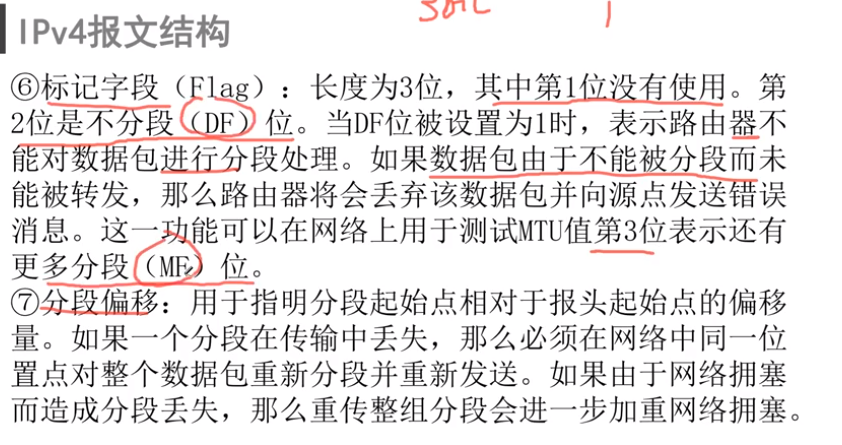 IPv4报文结构
⑥标记字段（Flag）：长度为3位，其中第1位没有使用。第
2位是不分段（DF）位。当DF位被设置为1时，表示路由器不
能对数据包进行分段处理。如果数据包由于不能被分段而未
能被转发，那么路由器将会丢弃该数据包并向源点发送错误
消息。这一功能可以在网络上用于测试MTU值第3位表示还有
更多分段（MF）位。
⑦分段偏移：用于指明分段起始点相对于报头起始点的偏移
量。如果一个分段在传输中丢失，那么必须在网络中同一位
置点对整个数据包重新分段并重新发送。如果由于网络拥塞
而造成分段丢失，那么重传整组分段会进一步加重网络拥塞。